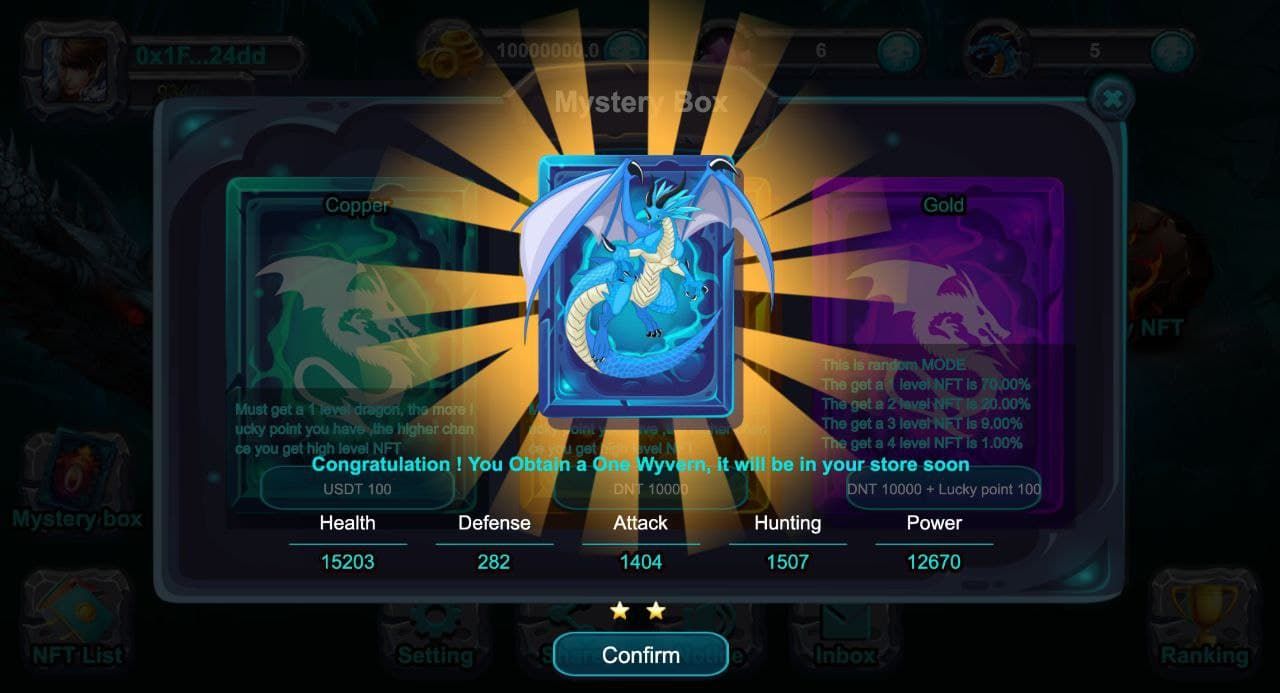 0x1F...24dd
10000000.0
6
5
934
Mystery Box
Copper
Gold
y NFT
This is random MODE
The get a 1 level NFT is 70.00%
The get a 2 level NFT is 20.00%
The get a 3 level NFT is 9.00%
The get a 4 level NFT is 1.00%
Must get a 1 level dragon, the more l
ucky point you have ,the higher chan
ce you get high level NFT
Congratulation ! You Obtain a One Wyvern, it will be in your store soon
USDT 100
DNT 10000
DNT 10000 + Lucky point 100
Mystery box
Health
Defense
Attack
Hunting
Power
15203
282
1404
1507
12670
NFT List
Setting
Confirm
Inbox
Ranking